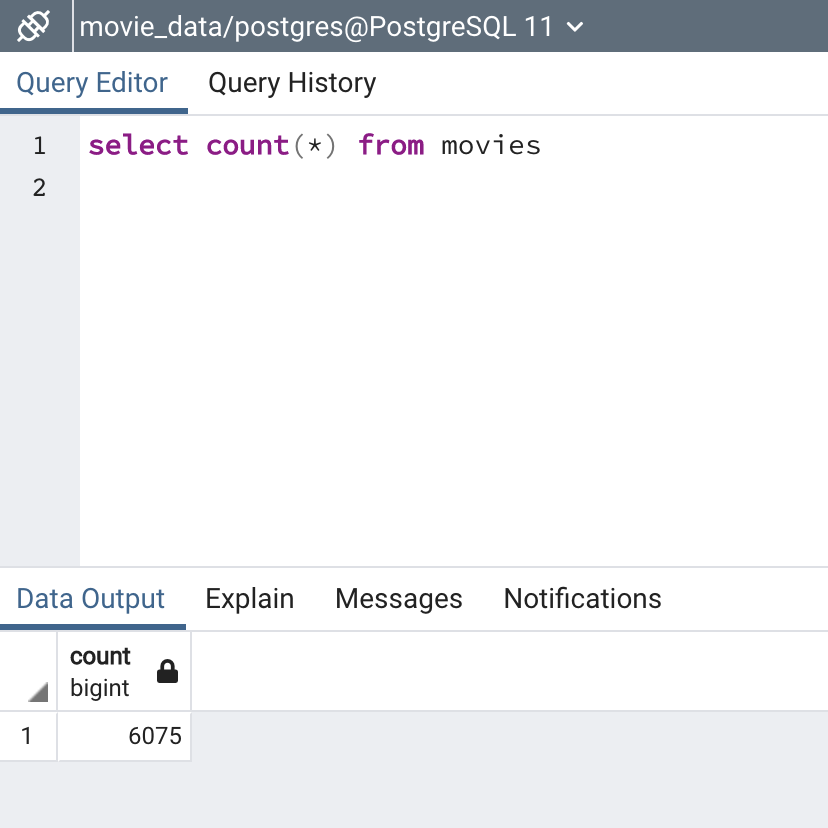 movie_data/postgres@PostgreSQL 11
Query Editor Query History
1 select count(*) from movies
2
Data Output Explain Messages Notifications
count
bigint
1 6075